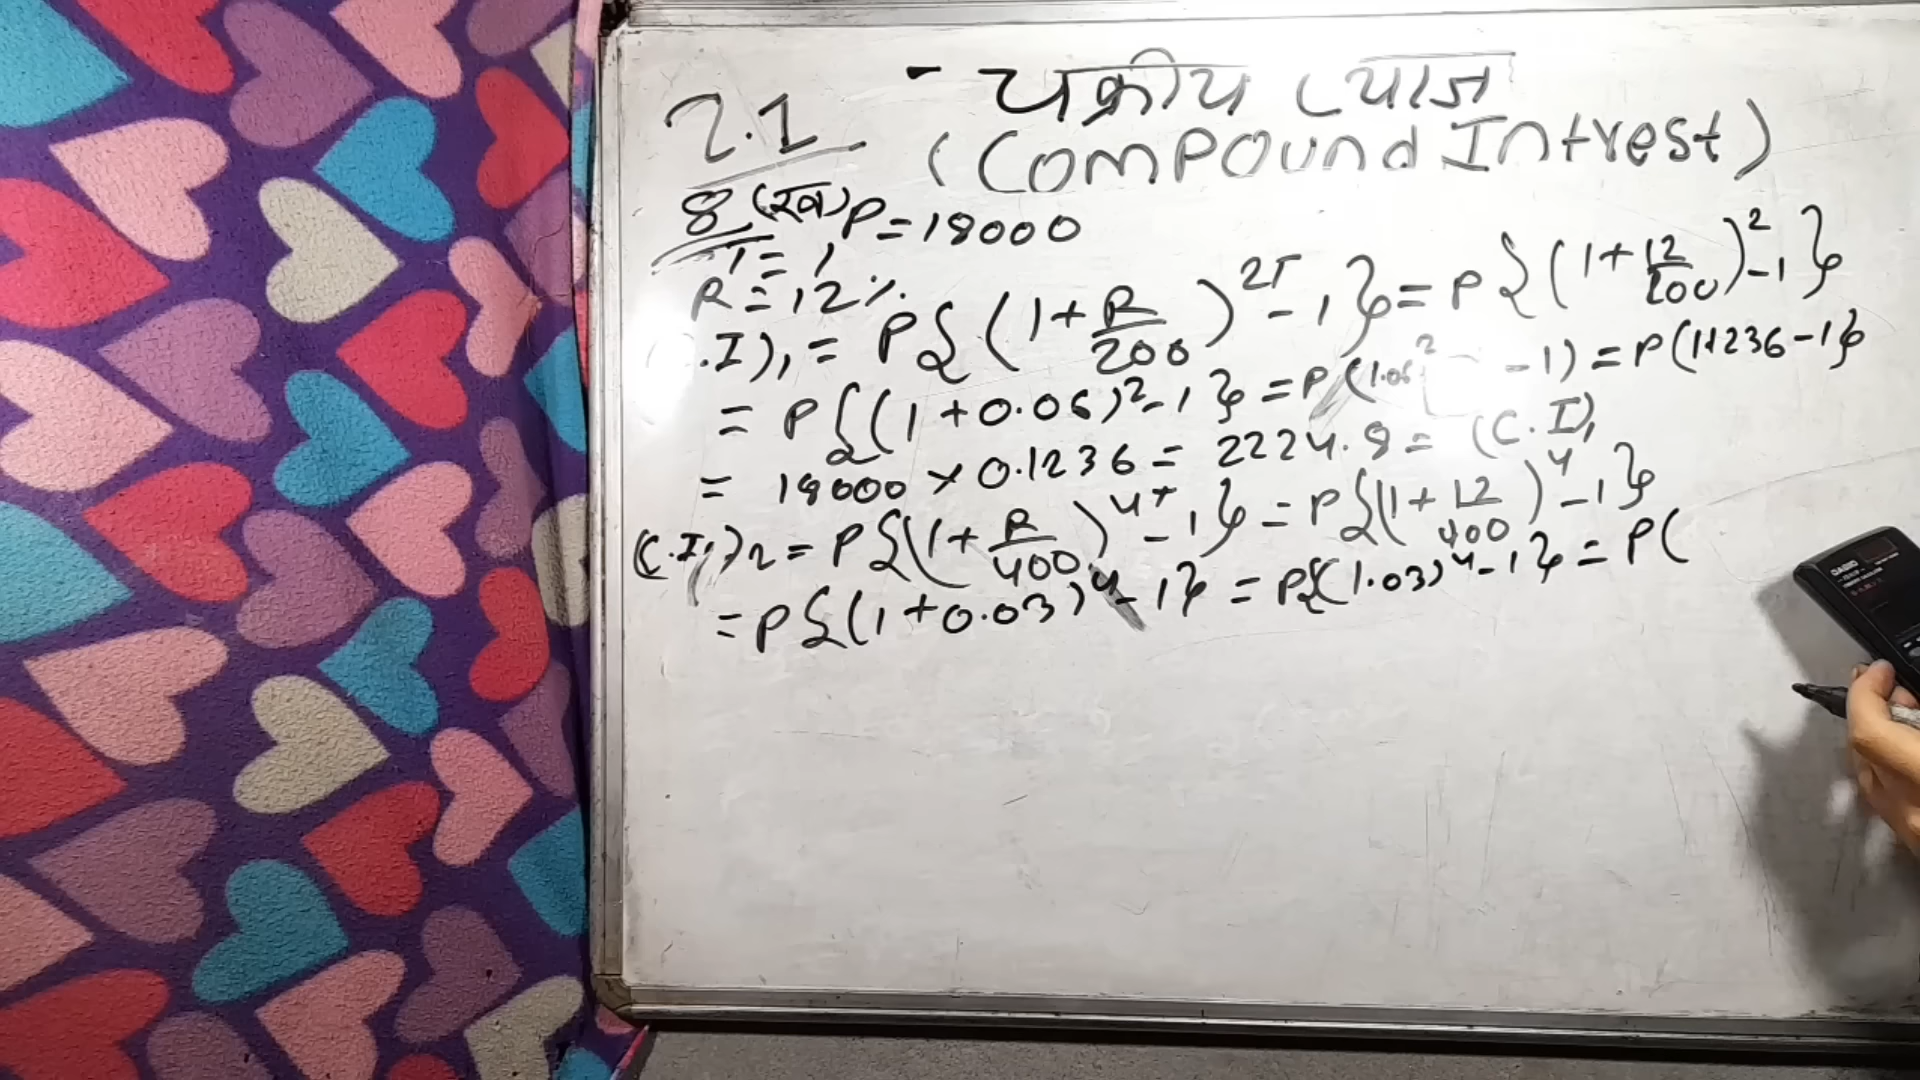 2.1 - चक्रीय ब्याज
(Compound Intrest)
8 (ख) P = 18000
T = 1
R = 12%
.I)₁ = P{(1 + R/200)^2T - 1} = P{(1 + 12/200)^2 - 1}
= P{(1 + 0.06)^2 - 1} = P(1.06^2 - 1) = P(1.1236 - 1}
= 18000 × 0.1236 = 2224.8 = (C.I)₁
(C.I,)₂ = P{(1 + R/400)^4T - 1} = P{(1 + 12/400)^4 - 1}
= P{(1 + 0.03)^4 - 1} = P{(1.03)^4 - 1} = P(
CASIO